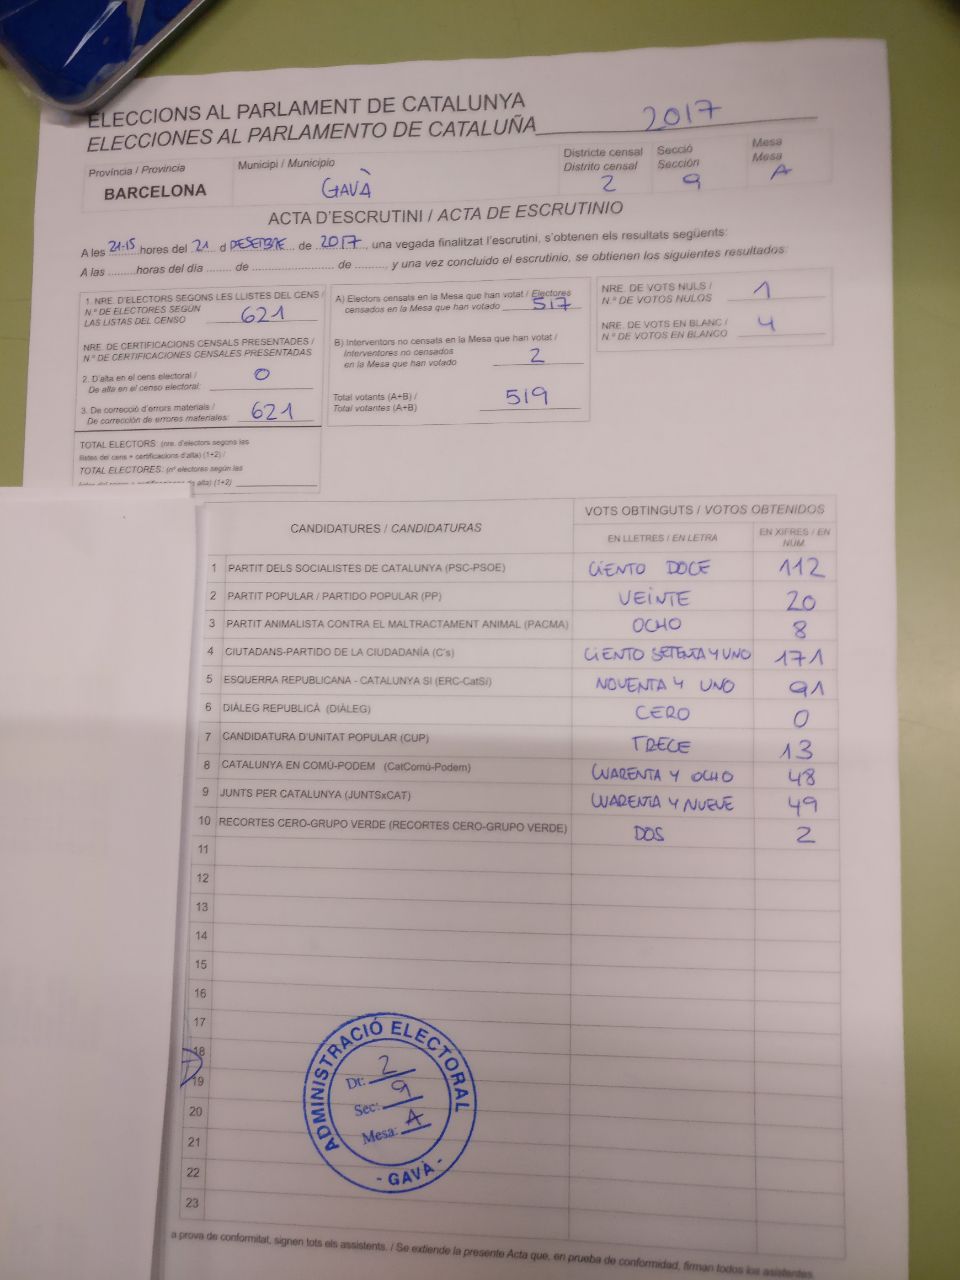 ELECCIONS AL PARLAMENT DE CATALUNYA
ELECCIONES AL PARLAMENTO DE CATALUÑA 2017
Província / Provincia
BARCELONA
Municipi / Municipio
GAVÀ
Districte censal
Distrito censal
2
Secció
Sección
9
Mesa
Mesa
A
ACTA D'ESCRUTINI / ACTA DE ESCRUTINIO
A les 21-15 hores del 21 d DESEMBRE de 2017, una vegada finalitzat l'escrutini, s'obtenen els resultats següents:
A las ......... horas del día ....... de ......................... de ........., y una vez concluido el escrutinio, se obtienen los siguientes resultados:
1. NRE. D'ELECTORS SEGONS LES LLISTES DEL CENS /
N.º DE ELECTORES SEGÚN
LAS LISTAS DEL CENSO 621
NRE. DE CERTIFICACIONS CENSALS PRESENTADES /
N.º DE CERTIFICACIONES CENSALES PRESENTADAS
2. D'alta en el cens electoral /
De alta en el censo electoral: 0
3. De correcció d'errors materials /
De corrección de errores materiales: 621
TOTAL ELECTORS: (nre. d'electors segons les
llistes del cens + certificacions d'alta) (1+2) /
TOTAL ELECTORES: (nº electores según las
alta) (1+2)
A) Electors censats en la Mesa que han votat / Electores
censados en la Mesa que han votado 517
B) Interventors no censats en la Mesa que han votat /
Interventores no censados
en la Mesa que han votado 2
Total votants (A+B) /
Total votantes (A+B) 519
NRE. DE VOTS NULS /
N.º DE VOTOS NULOS 1
NRE. DE VOTS EN BLANC /
N.º DE VOTOS EN BLANCO 4
CANDIDATURES / CANDIDATURAS
VOTS OBTINGUTS / VOTOS OBTENIDOS
EN LLETRES / EN LETRA
EN XIFRES / EN
NÚM.
1 PARTIT DELS SOCIALISTES DE CATALUNYA (PSC-PSOE) CIENTO DOCE 112
2 PARTIT POPULAR / PARTIDO POPULAR (PP) VEINTE 20
3 PARTIT ANIMALISTA CONTRA EL MALTRACTAMENT ANIMAL (PACMA) OCHO 8
4 CIUTADANS-PARTIDO DE LA CIUDADANÍA (C's) CIENTO SETENTA Y UNO 171
5 ESQUERRA REPUBLICANA - CATALUNYA SI (ERC-CatSí) NOVENTA Y UNO 91
6 DIÀLEG REPUBLICÀ (DIÀLEG) CERO 0
7 CANDIDATURA D'UNITAT POPULAR (CUP) TRECE 13
8 CATALUNYA EN COMÚ-PODEM (CatComú-Podem) CUARENTA Y OCHO 48
9 JUNTS PER CATALUNYA (JUNTSxCAT) CUARENTA Y NUEVE 49
10 RECORTES CERO-GRUPO VERDE (RECORTES CERO-GRUPO VERDE) DOS 2
11
12
13
14
15
16
17
18
19
20
21
22
23
ADMINISTRACIÓ ELECTORAL
Dt: 2
Sec: 9
Mesa: A
- GAVÀ -
a prova de conformitat, signen tots els assistents. / Se extiende la presente Acta que, en prueba de conformidad, firman todos los asistentes.